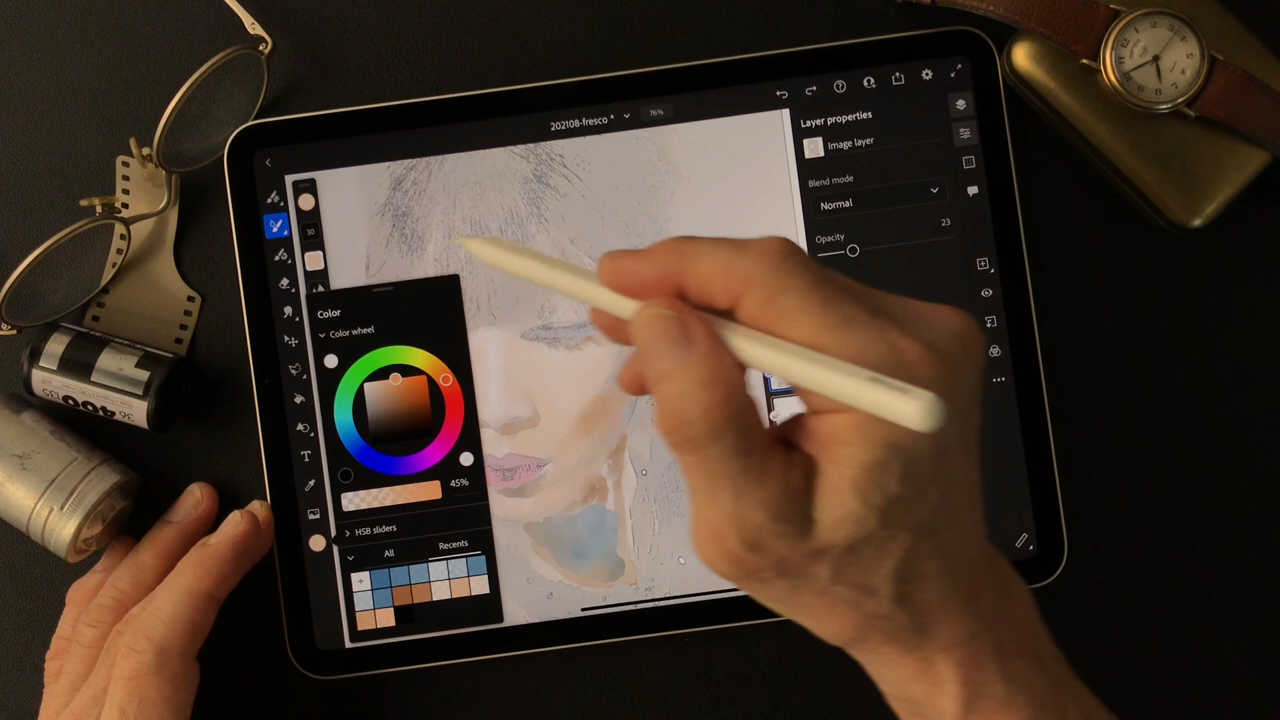 202108-fresco *
76%
Layer properties
Image layer
Blend mode
Normal
Opacity
23
30
Color
Color wheel
45%
HSB sliders
All
Recents
T
400
36
135